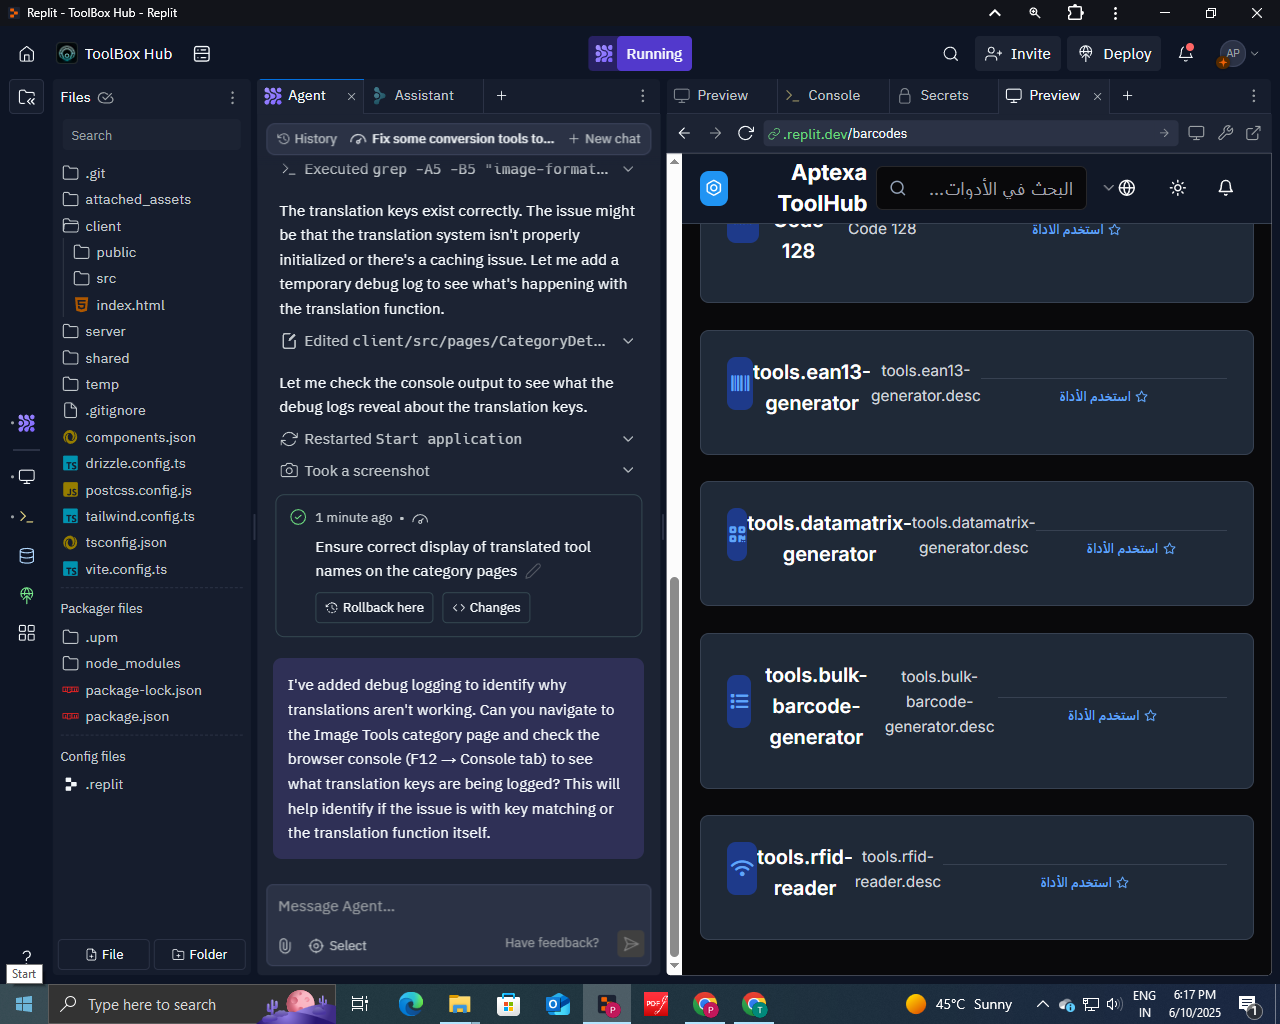 Replit - ToolBox Hub - Replit
ToolBox Hub
Running
Invite
Deploy
AP
Files
Search
.git
attached_assets
client
public
src
index.html
server
shared
temp
.gitignore
components.json
drizzle.config.ts
postcss.config.js
tailwind.config.ts
tsconfig.json
vite.config.ts
Packager files
.upm
node_modules
package-lock.json
package.json
Config files
.replit
File
Folder
Start
Agent
Assistant
History
Fix some conversion tools to...
New chat
Executed grep -A5 -B5 "image-format...
The translation keys exist correctly. The issue might
be that the translation system isn't properly
initialized or there's a caching issue. Let me add a
temporary debug log to see what's happening with
the translation function.
Edited client/src/pages/CategoryDet...
Let me check the console output to see what the
debug logs reveal about the translation keys.
Restarted Start application
Took a screenshot
1 minute ago •
Ensure correct display of translated tool
names on the category pages
Rollback here
Changes
I've added debug logging to identify why
translations aren't working. Can you navigate to
the Image Tools category page and check the
browser console (F12 → Console tab) to see
what translation keys are being logged? This will
help identify if the issue is with key matching or
the translation function itself.
Message Agent...
Select
Have feedback?
Preview
Console
Secrets
Preview
.replit.dev/barcodes
Aptexa
ToolHub
البحث في الأدوات...
Code
128
Code 128
استخدم الأداة
tools.ean13-
generator
tools.ean13-
generator.desc
استخدم الأداة
tools.datamatrix-
generator
tools.datamatrix-
generator.desc
استخدم الأداة
tools.bulk-
barcode-
generator
tools.bulk-
barcode-
generator.desc
استخدم الأداة
tools.rfid-
reader
tools.rfid-
reader.desc
استخدم الأداة
Type here to search
PDF
P
T
45°C Sunny
ENG
IN
6:17 PM
6/10/2025
1